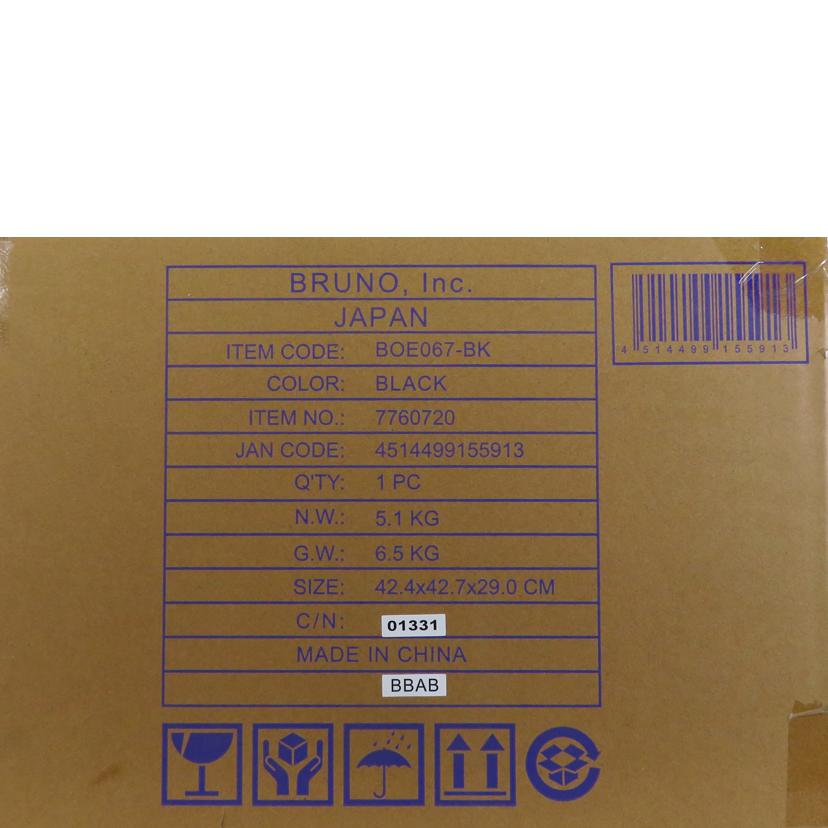 BRUNO, Inc.
JAPAN
ITEM CODE: BOE067-BK
COLOR: BLACK
ITEM NO.: 7760720
JAN CODE: 4514499155913
Q'TY: 1 PC
N.W.: 5.1 KG
G.W.: 6.5 KG
SIZE: 42.4x42.7x29.0 CM
C/N: 01331
MADE IN CHINA
BBAB
4 514499 155913